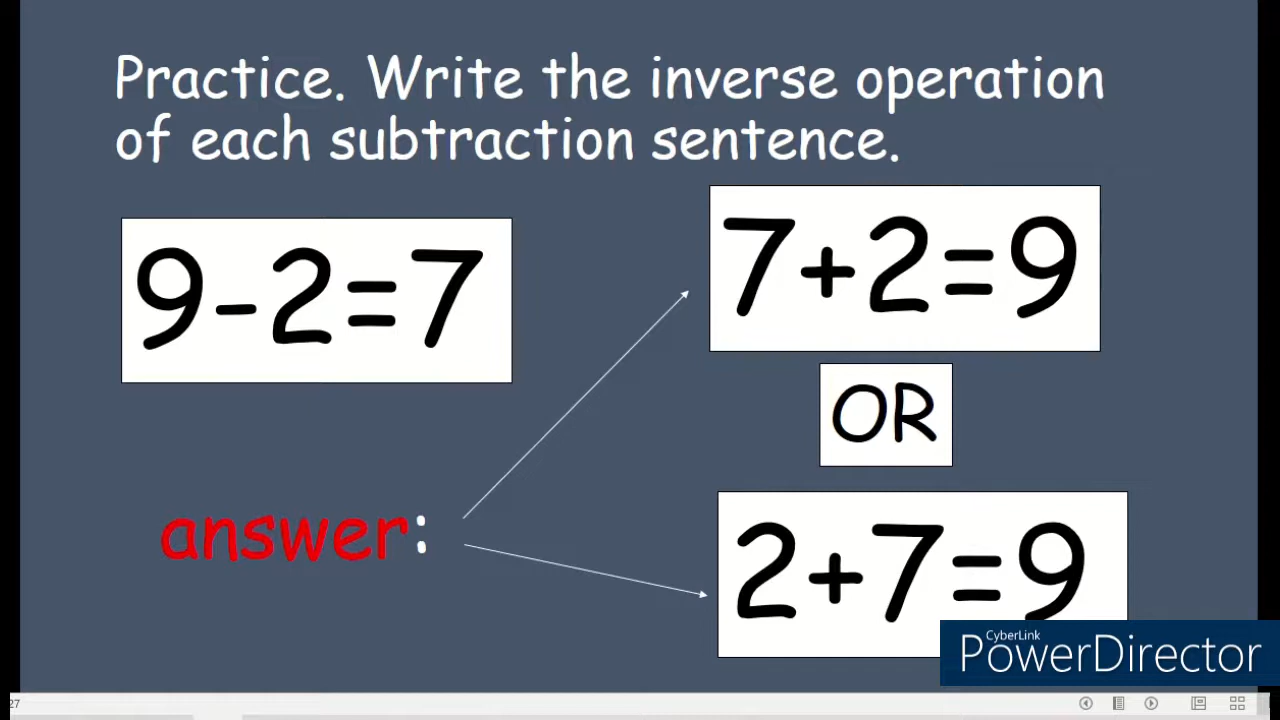 Practice. Write the inverse operation
of each subtraction sentence.
9-2=7
7+2=9
OR
answer:
2+7=9
CyberLink
PowerDirector
27